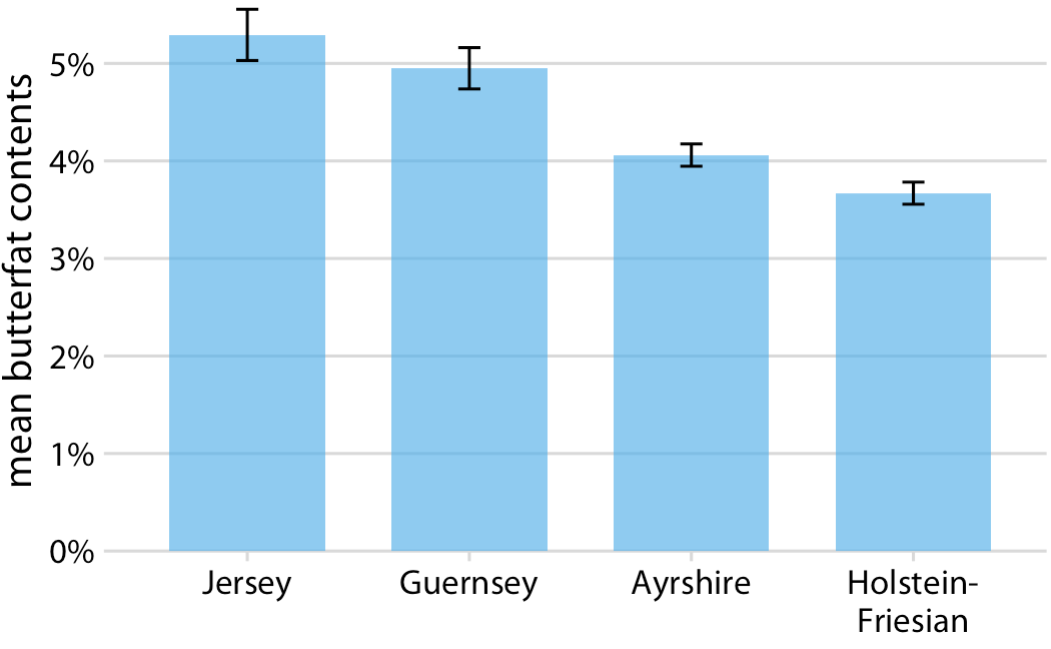 mean butterfat contents
5%
4%
3%
2%
1%
0%
Jersey
Guernsey
Ayrshire
Holstein-
Friesian